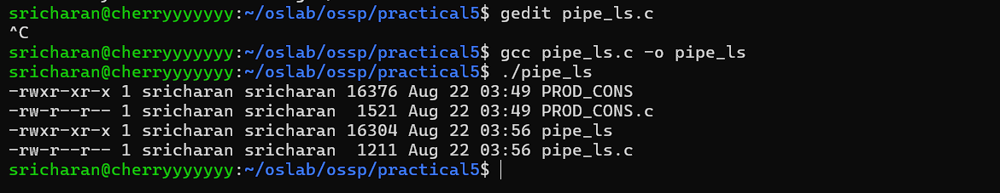 sricharan@cherryyyyyyy:~/oslab/ossp/practical5$ gedit pipe_ls.c
^C
sricharan@cherryyyyyyy:~/oslab/ossp/practical5$ gcc pipe_ls.c -o pipe_ls
sricharan@cherryyyyyyy:~/oslab/ossp/practical5$ ./pipe_ls
-rwxr-xr-x 1 sricharan sricharan 16376 Aug 22 03:49 PROD_CONS
-rw-r--r-- 1 sricharan sricharan  1521 Aug 22 03:49 PROD_CONS.c
-rwxr-xr-x 1 sricharan sricharan 16304 Aug 22 03:56 pipe_ls
-rw-r--r-- 1 sricharan sricharan  1211 Aug 22 03:56 pipe_ls.c
sricharan@cherryyyyyyy:~/oslab/ossp/practical5$